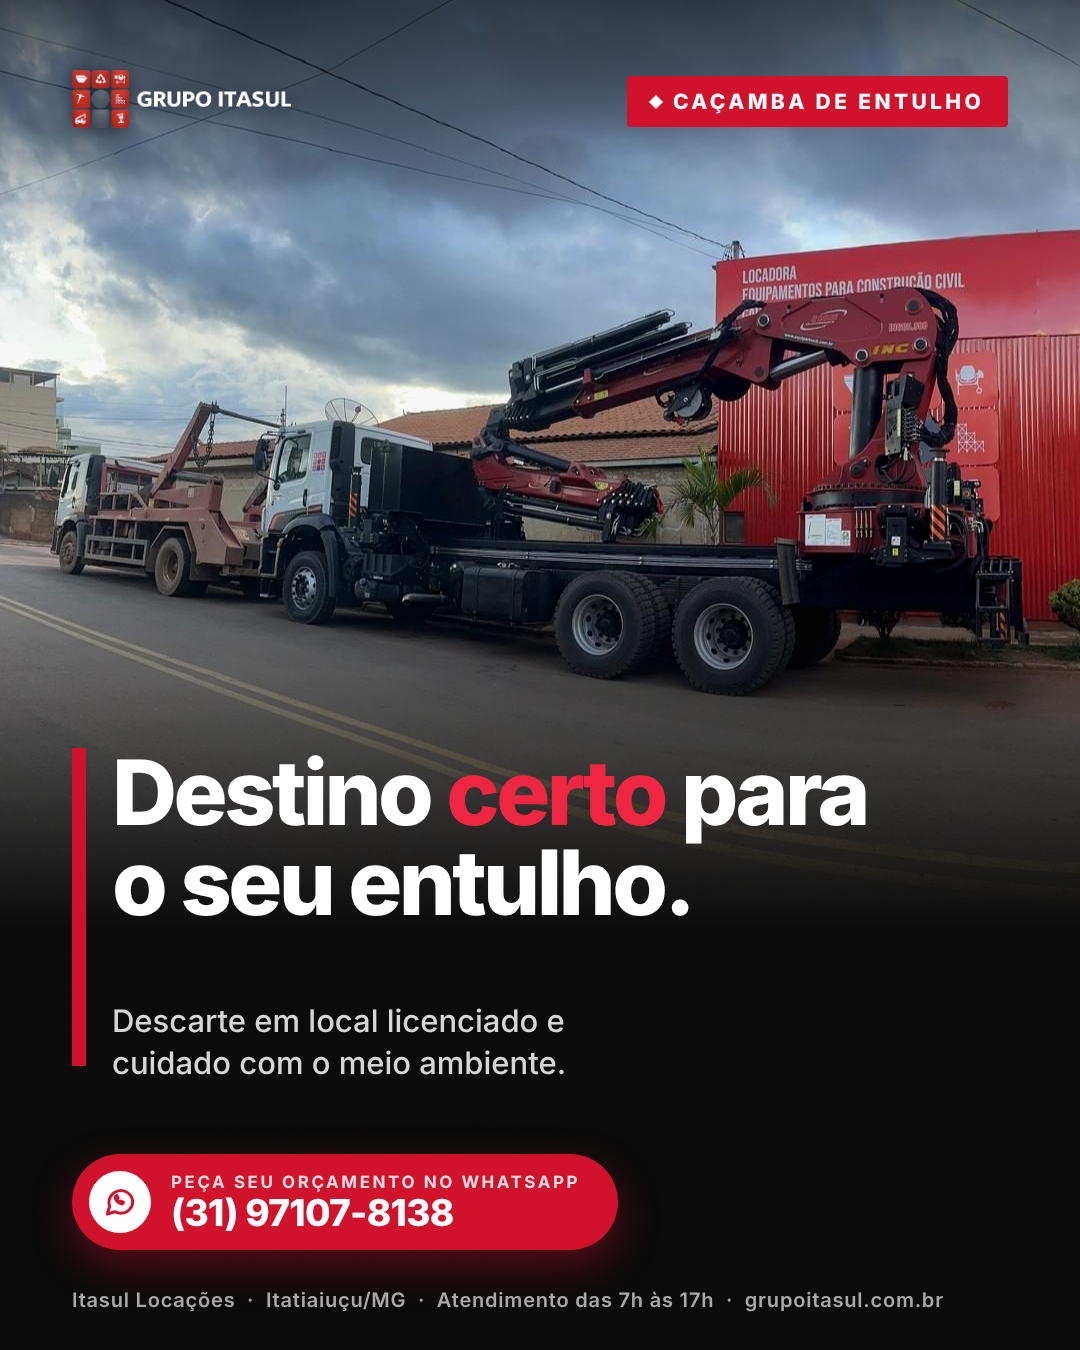 GRUPO ITASUL
CAÇAMBA DE ENTULHO
LOCADORA
EQUIPAMENTOS PARA CONSTRUÇÃO CIVIL
INC
Destino certo para
o seu entulho.
Descarte em local licenciado e
cuidado com o meio ambiente.
PEÇA SEU ORÇAMENTO NO WHATSAPP
(31) 97107-8138
Itasul Locações · Itatiaiuçu/MG · Atendimento das 7h às 17h · grupoitasul.com.br